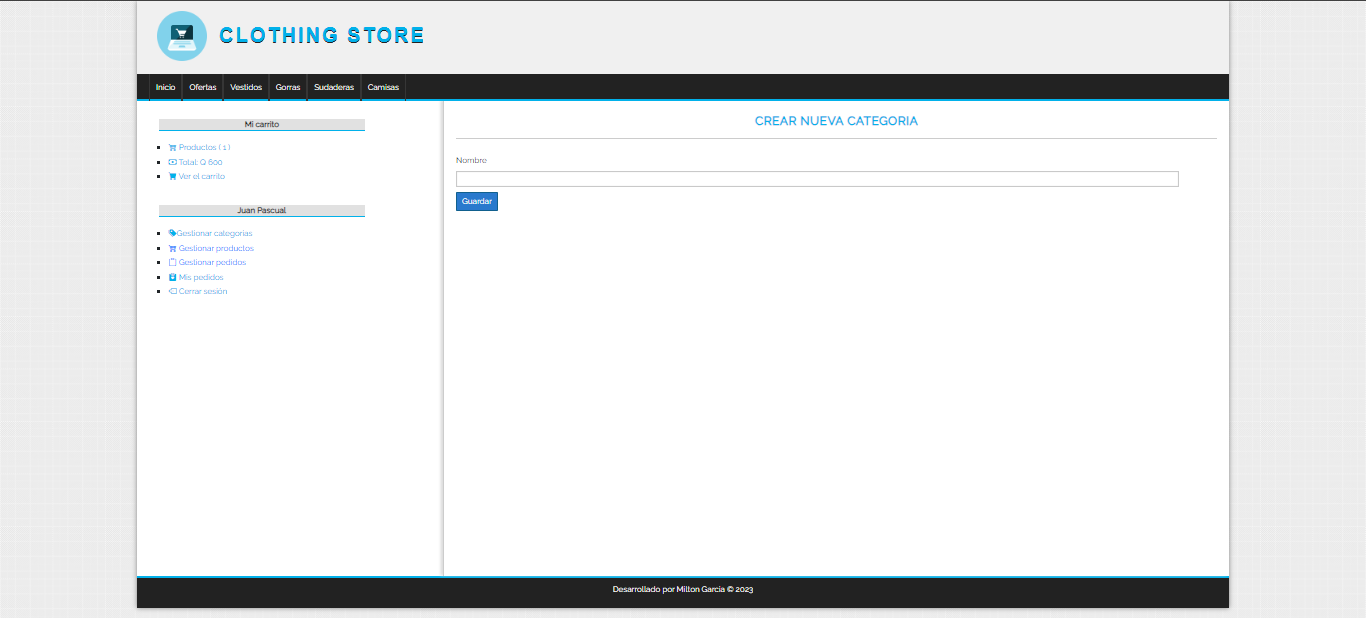 CLOTHING STORE
Inicio Ofertas Vestidos Gorras Sudaderas Camisas
Mi carrito
Productos ( 1 )
Total: Q 600
Ver el carrito
Juan Pascual
Gestionar categorias
Gestionar productos
Gestionar pedidos
Mis pedidos
Cerrar sesión
CREAR NUEVA CATEGORIA
Nombre
Guardar
Desarrollado por Milton García © 2023